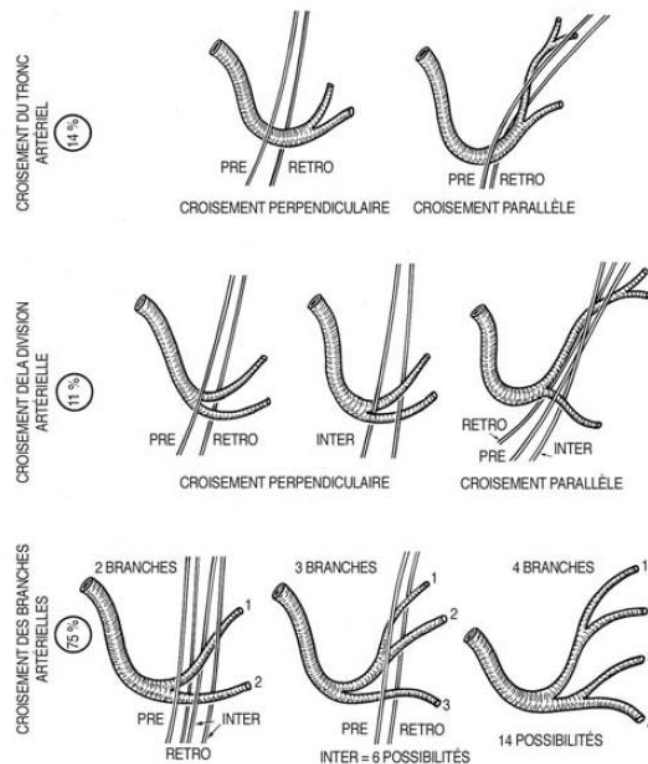 CROISEMENT DU TRONC
ARTÉRIEL
14 %
PRE RETRO
CROISEMENT PERPENDICULAIRE
PRE RETRO
CROISEMENT PARALLÈLE
CROISEMENT DELA DIVISION
ARTÉRIELLE
11 %
PRE RETRO
INTER
CROISEMENT PERPENDICULAIRE
RETRO
PRE
INTER
CROISEMENT PARALLÈLE
CROISEMENT DES BRANCHES
ARTÉRIELLES
75 %
2 BRANCHES
1
2
PRE
INTER
RETRO
3 BRANCHES
1
2
3
PRE RETRO
INTER = 6 POSSIBILITÉS
4 BRANCHES
1
14 POSSIBILITÉS